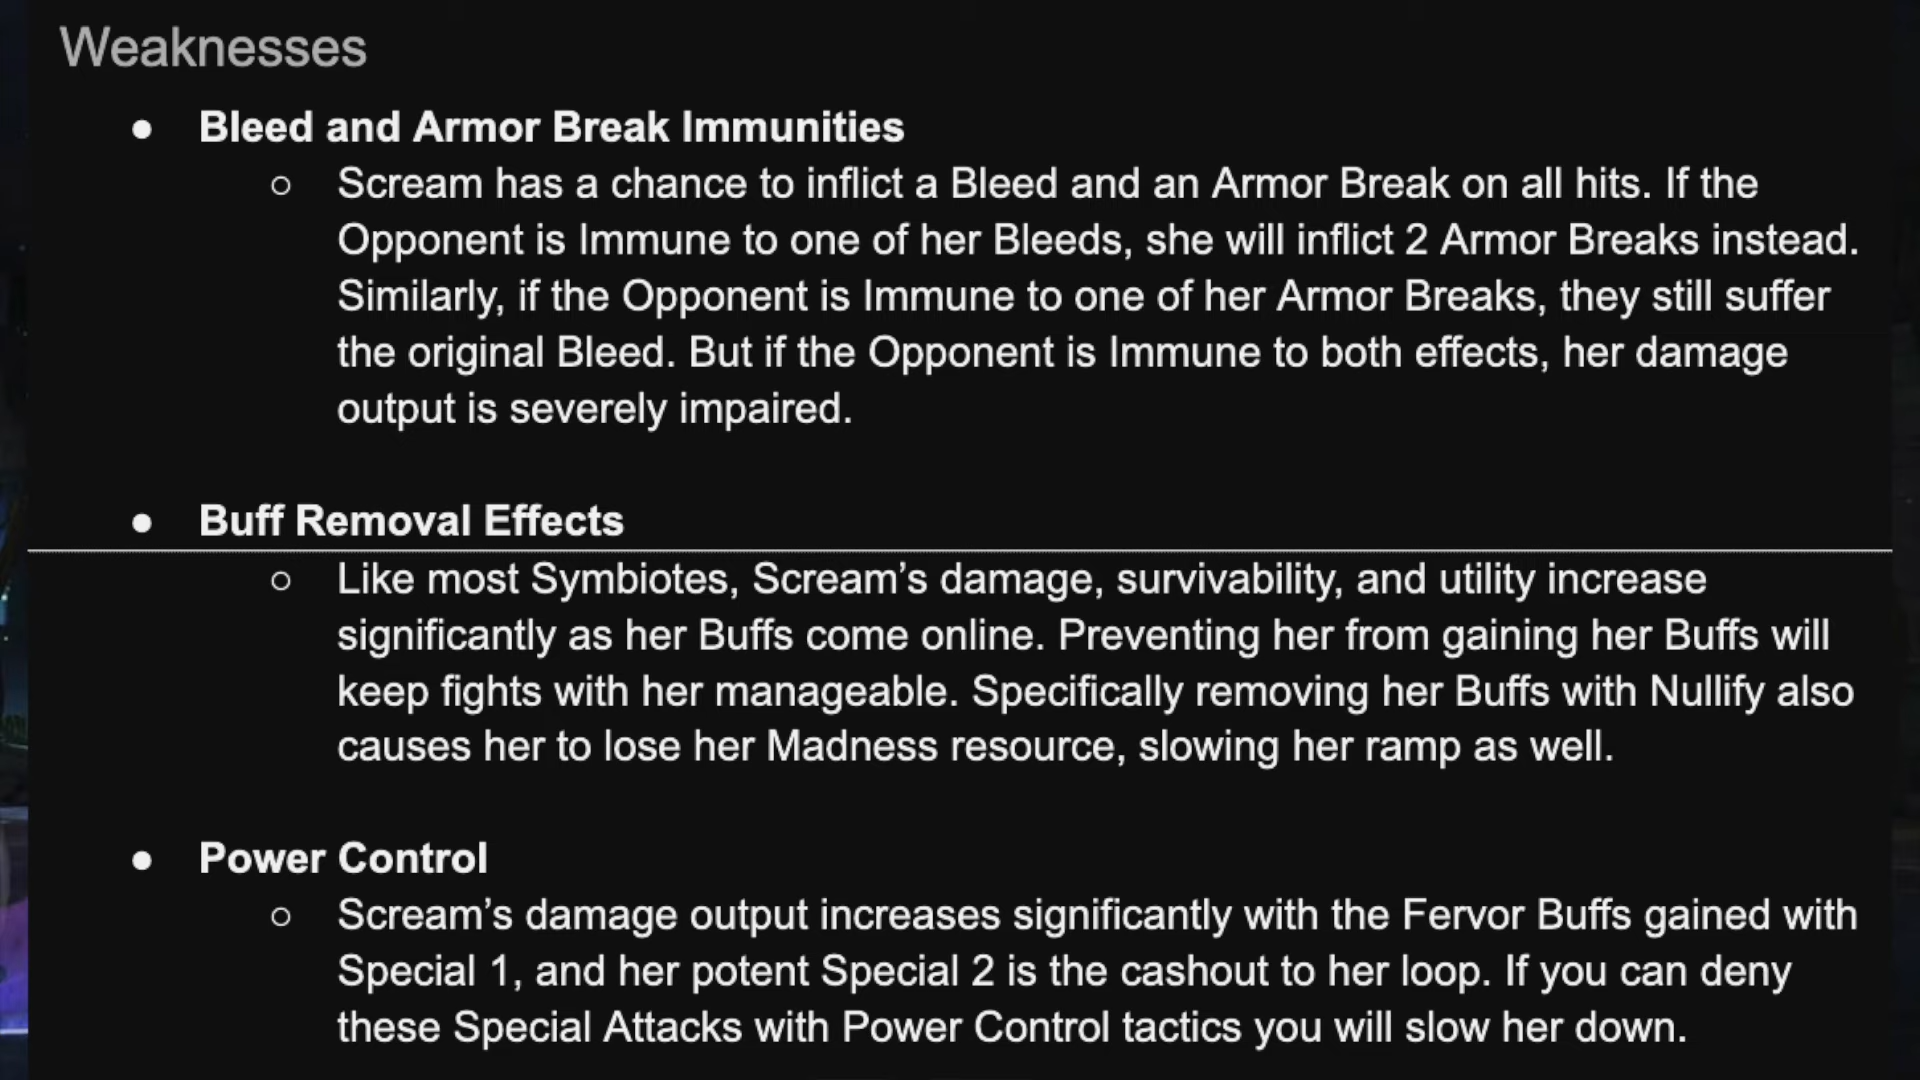 Weaknesses
● Bleed and Armor Break Immunities
○ Scream has a chance to inflict a Bleed and an Armor Break on all hits. If the
Opponent is Immune to one of her Bleeds, she will inflict 2 Armor Breaks instead.
Similarly, if the Opponent is Immune to one of her Armor Breaks, they still suffer
the original Bleed. But if the Opponent is Immune to both effects, her damage
output is severely impaired.
● Buff Removal Effects
○ Like most Symbiotes, Scream’s damage, survivability, and utility increase
significantly as her Buffs come online. Preventing her from gaining her Buffs will
keep fights with her manageable. Specifically removing her Buffs with Nullify also
causes her to lose her Madness resource, slowing her ramp as well.
● Power Control
○ Scream’s damage output increases significantly with the Fervor Buffs gained with
Special 1, and her potent Special 2 is the cashout to her loop. If you can deny
these Special Attacks with Power Control tactics you will slow her down.